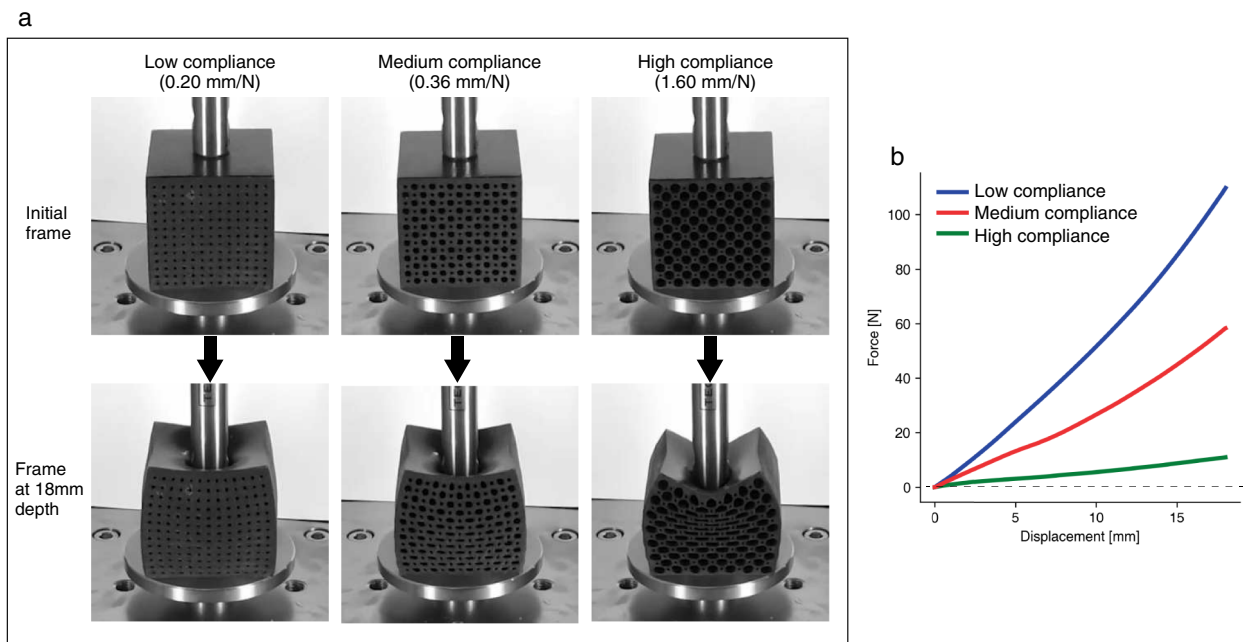 a
Low compliance
(0.20 mm/N)
Medium compliance
(0.36 mm/N)
High compliance
(1.60 mm/N)
Initial
frame
Frame
at 18mm
depth
b
Low compliance
Medium compliance
High compliance
Force [N]
100
80
60
40
20
0
0
5
10
15
Displacement [mm]